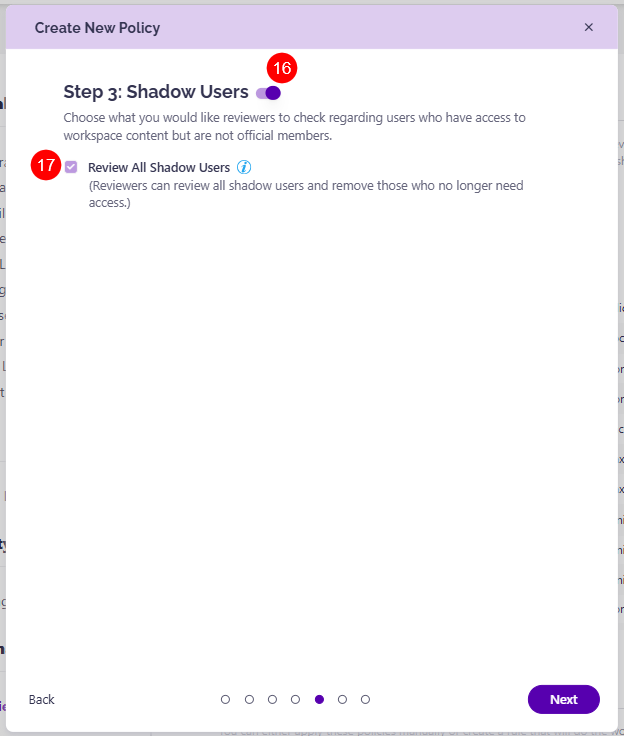 Create New Policy
16
Step 3: Shadow Users
Choose what you would like reviewers to check regarding users who have access to
workspace content but are not official members.
17
Review All Shadow Users
(Reviewers can review all shadow users and remove those who no longer need
access.)
Back
Next